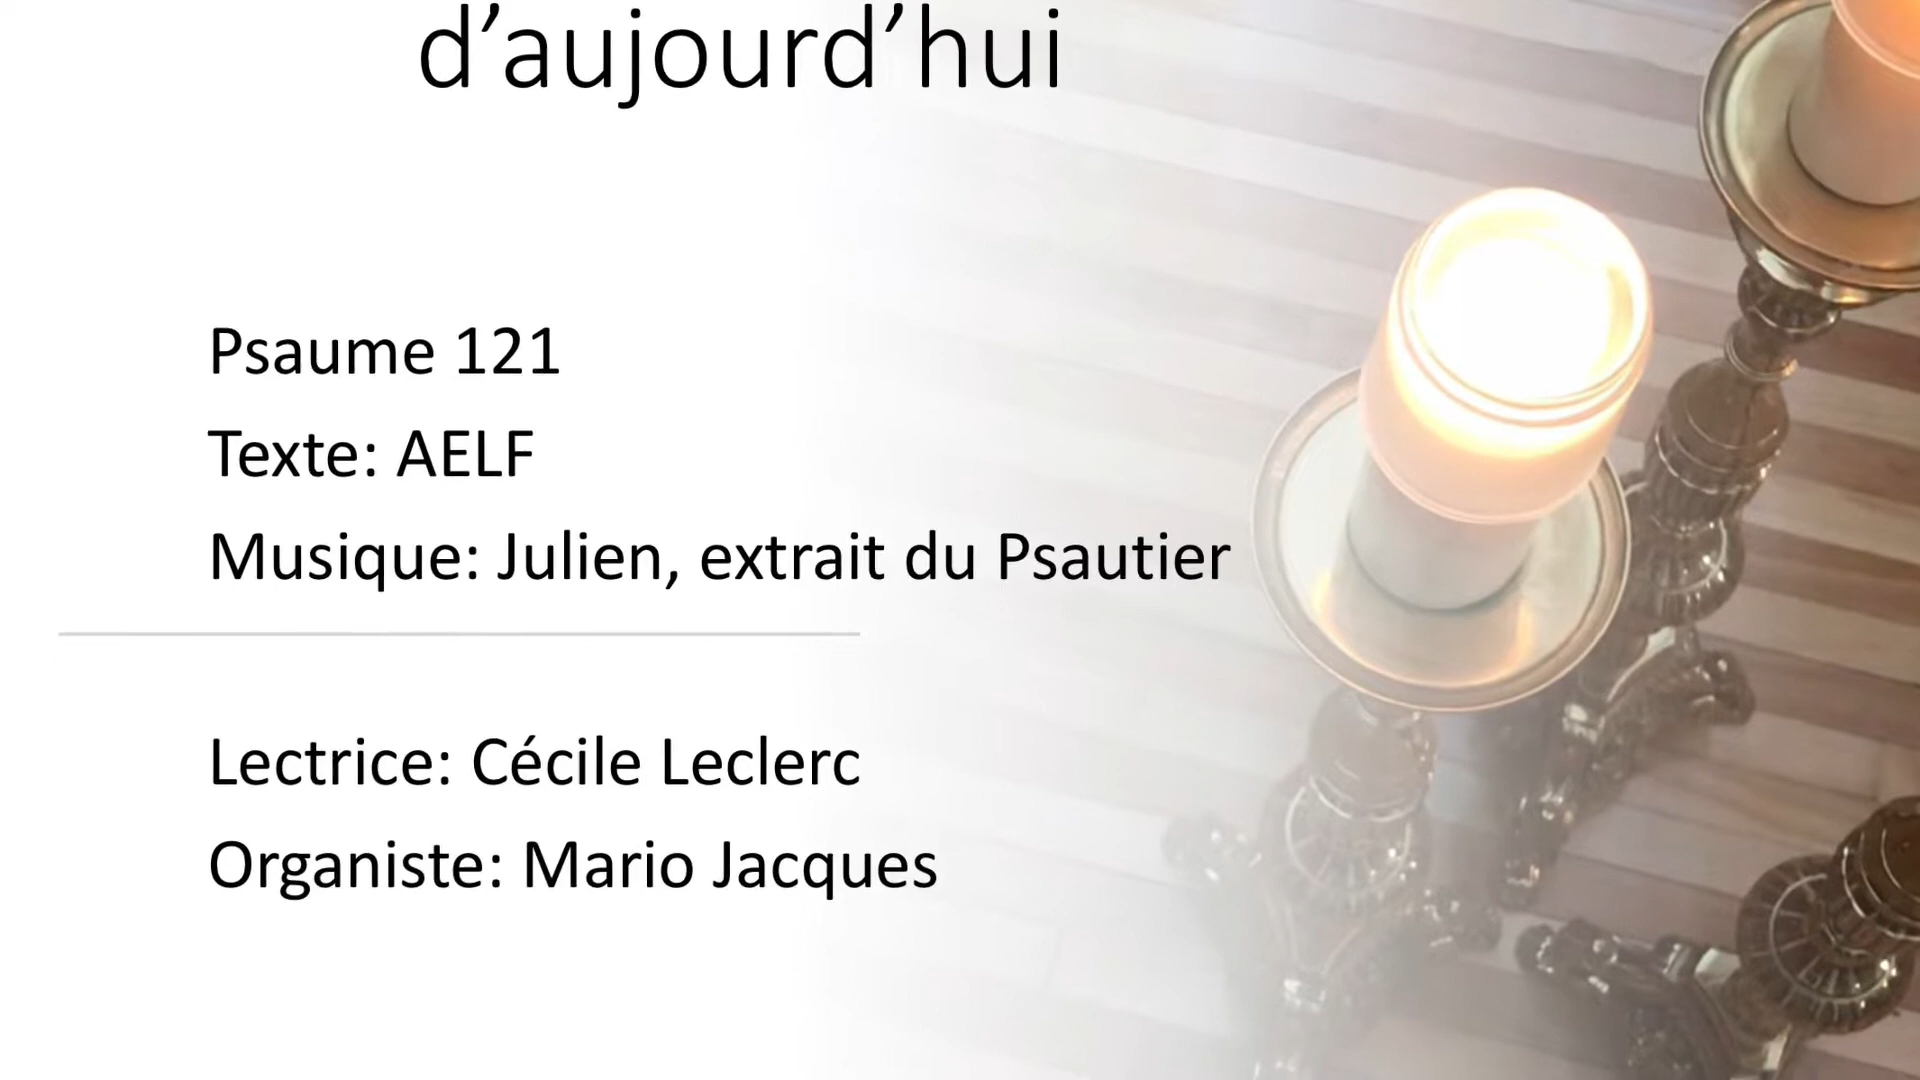 d’aujourd’hui
Psaume 121
Texte: AELF
Musique: Julien, extrait du Psautier
Lectrice: Cécile Leclerc
Organiste: Mario Jacques